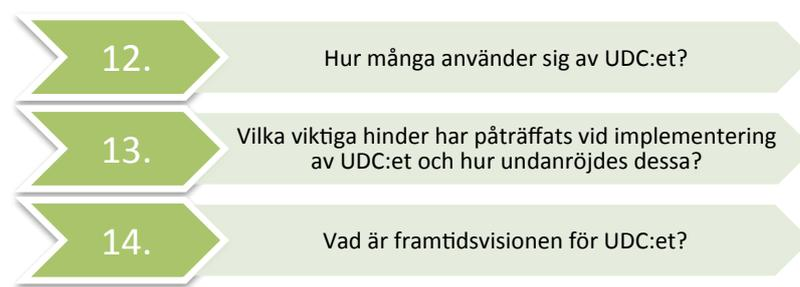 12.
Hur många använder sig av UDC:et?
13.
Vilka viktiga hinder har påträffats vid implementering
av UDC:et och hur undanröjdes dessa?
14.
Vad är framtidsvisionen för UDC:et?